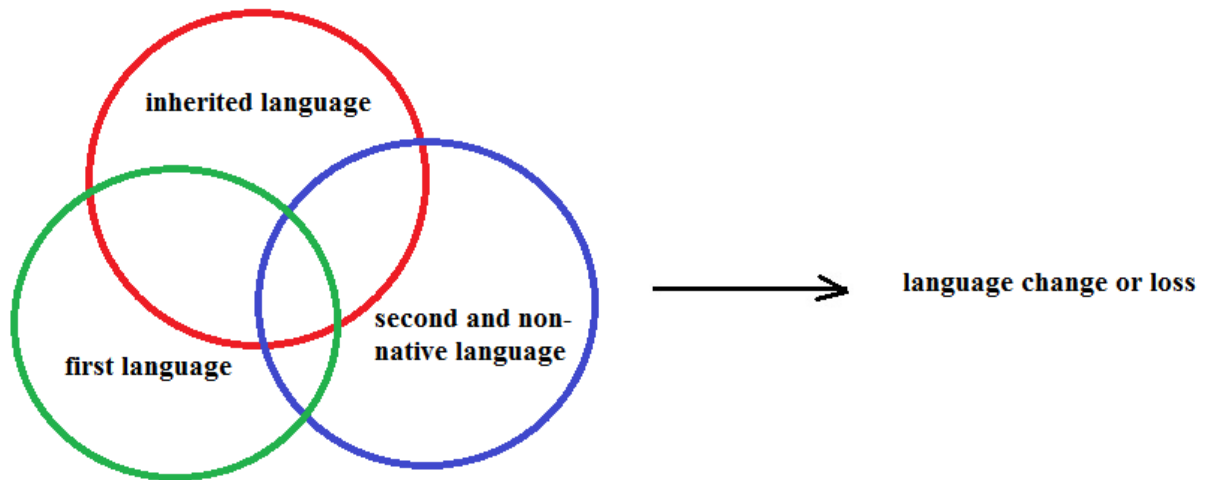 inherited language
first language
second and non-
native language
language change or loss